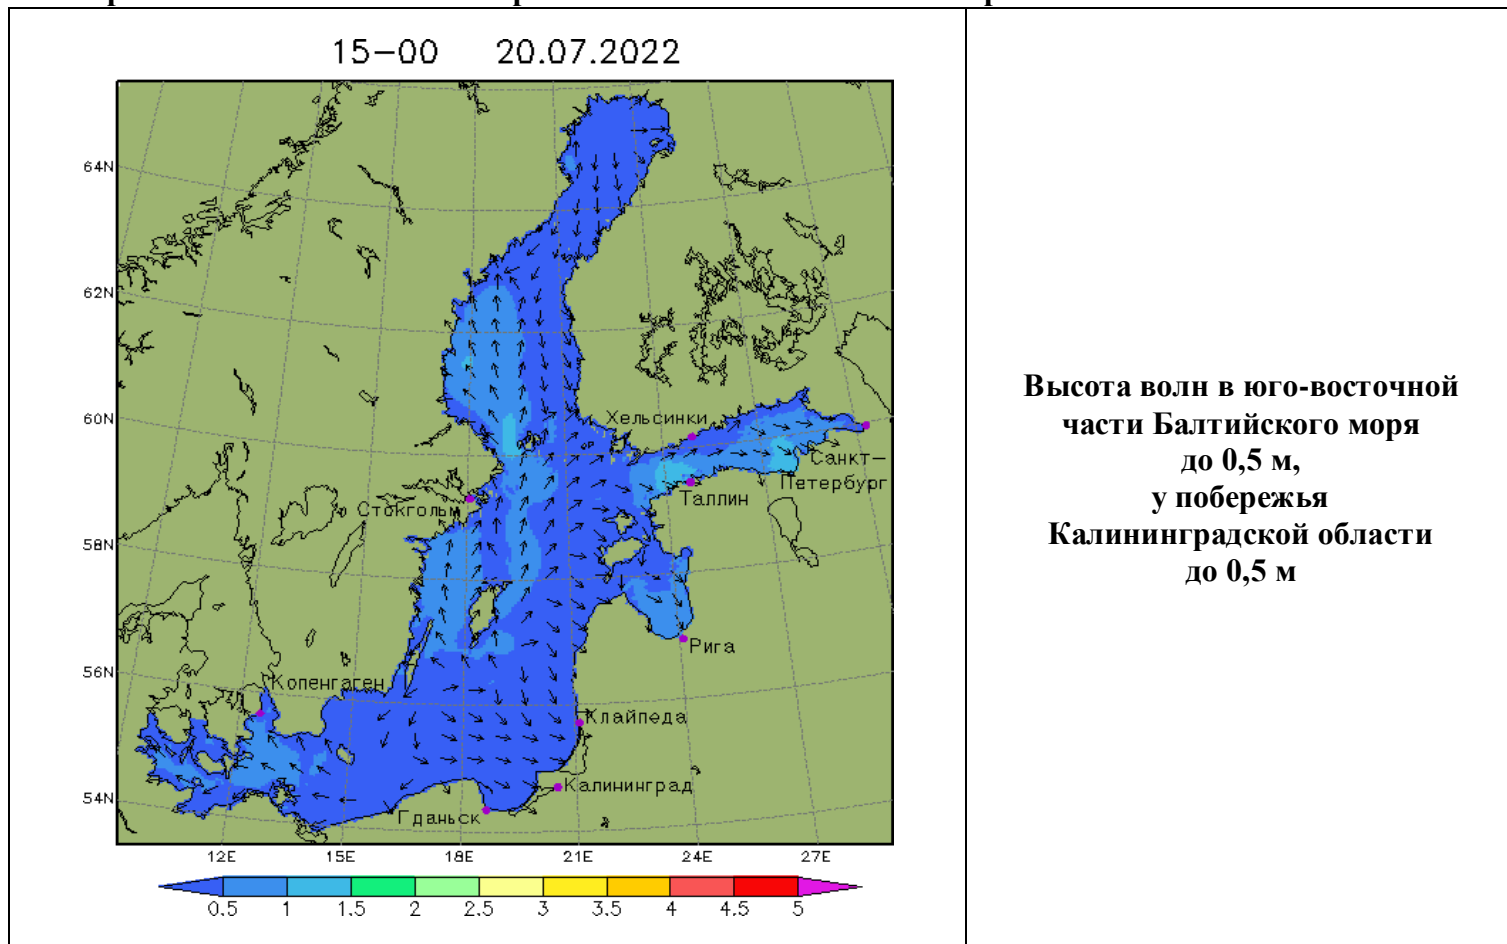 15-00 20.07.2022
64N
62N
60N
58N
56N
54N
Хельсинки
Санкт-
Петербург
Таллин
Стокгольм
Рига
Копенгаген
Клайпеда
Калининград
Гданьск
12E 15E 18E 21E 24E 27E
0.5 1 1.5 2 2.5 3 3.5 4 4.5 5
Высота волн в юго-восточной
части Балтийского моря
до 0,5 м,
у побережья
Калининградской области
до 0,5 м